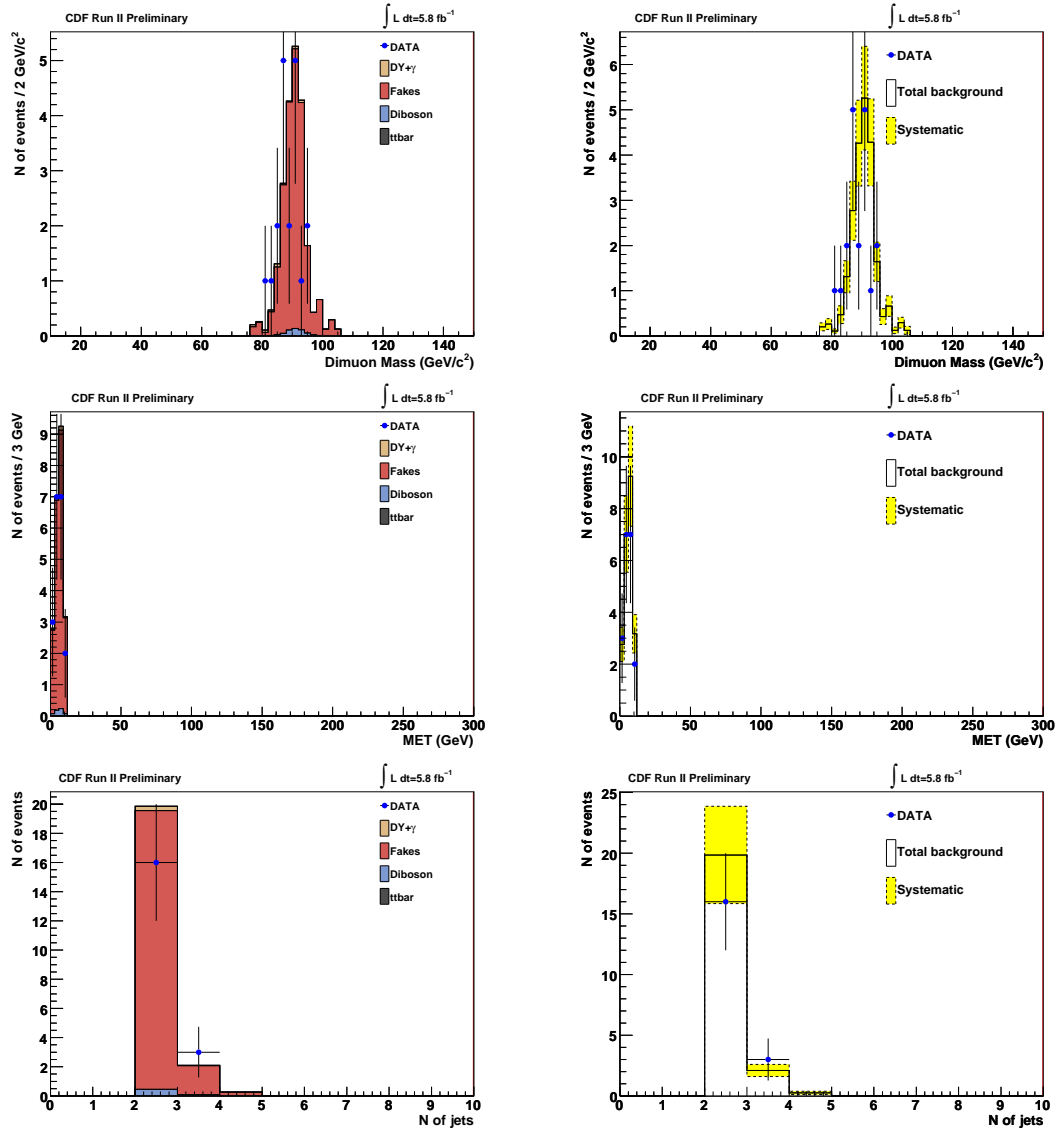 CDF Run II Preliminary ∫ L dt=5.8 fb⁻¹
N of events / 2 GeV/c²
DATA
DY+γ
Fakes
Diboson
ttbar
5
4
3
2
1
0
20 40 60 80 100 120 140
Dimuon Mass (GeV/c²)
CDF Run II Preliminary ∫ L dt=5.8 fb⁻¹
N of events / 2 GeV/c²
DATA
Total background
Systematic
6
5
4
3
2
1
0
20 40 60 80 100 120 140
Dimuon Mass (GeV/c²)
CDF Run II Preliminary ∫ L dt=5.8 fb⁻¹
N of events / 3 GeV
DATA
DY+γ
Fakes
Diboson
ttbar
9
8
7
6
5
4
3
2
1
0
0 50 100 150 200 250 300
MET (GeV)
CDF Run II Preliminary ∫ L dt=5.8 fb⁻¹
N of events / 3 GeV
DATA
Total background
Systematic
10
8
6
4
2
0
0 50 100 150 200 250 300
MET (GeV)
CDF Run II Preliminary ∫ L dt=5.8 fb⁻¹
N of events
DATA
DY+γ
Fakes
Diboson
ttbar
20
18
16
14
12
10
8
6
4
2
0
0 1 2 3 4 5 6 7 8 9 10
N of jets
CDF Run II Preliminary ∫ L dt=5.8 fb⁻¹
N of events
DATA
Total background
Systematic
25
20
15
10
5
0
0 1 2 3 4 5 6 7 8 9 10
N of jets